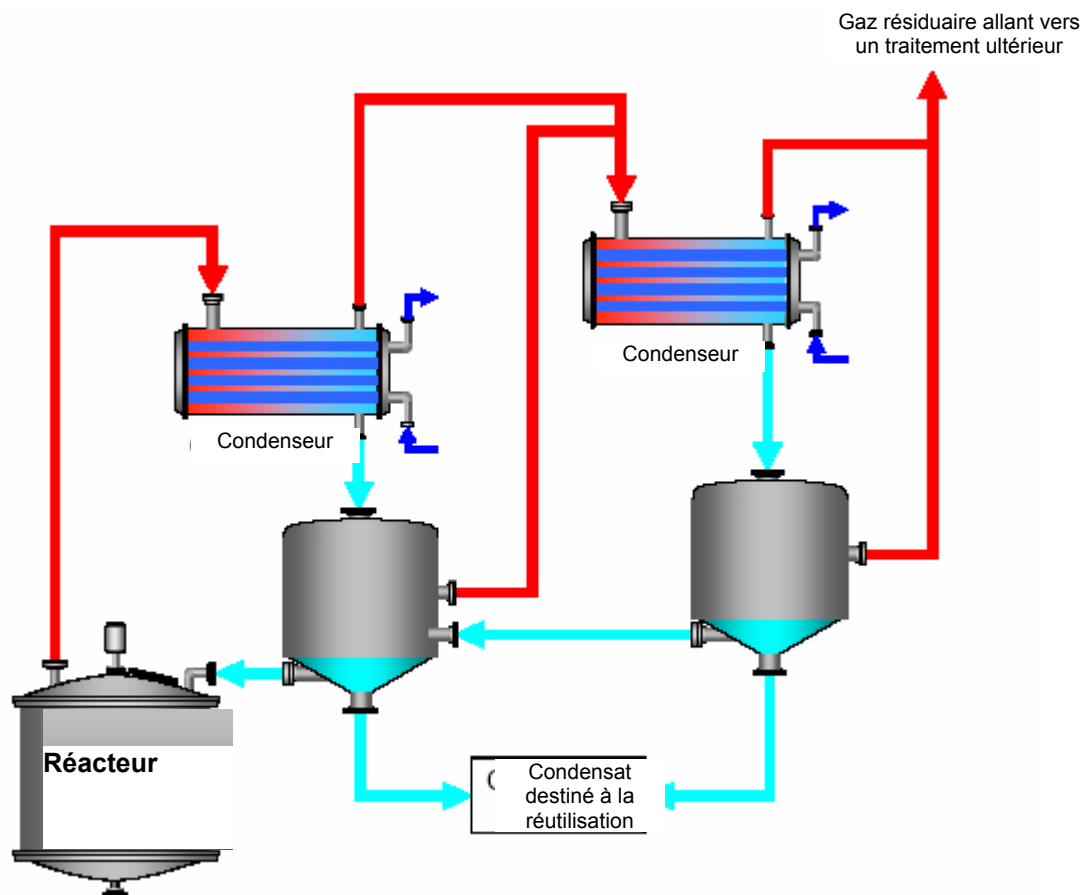 Gaz résiduaire allant vers
un traitement ultérieur
Condenseur
Condenseur
Réacteur
Condensat
destiné à la
réutilisation